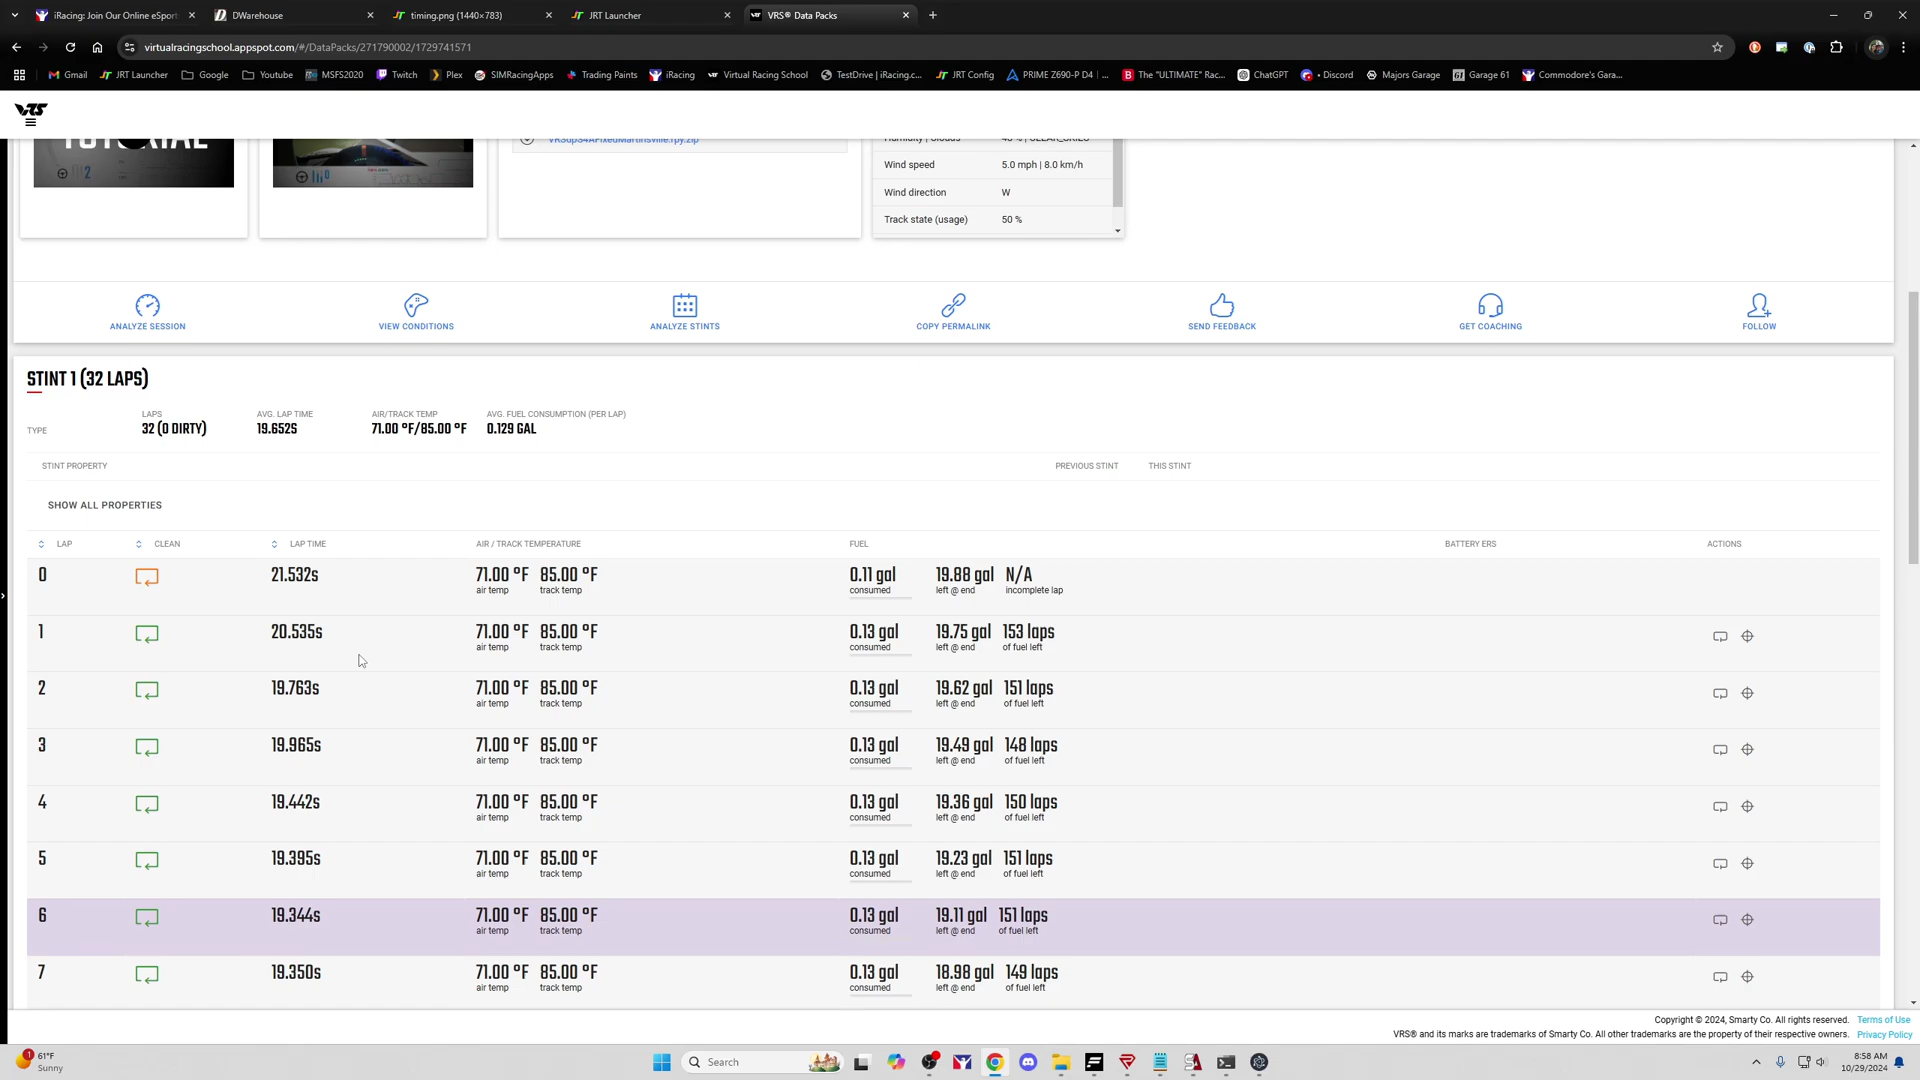 iRacing: Join Our Online eSport
DWarehouse
timing.png (1440×783)
JRT Launcher
VRS® Data Packs
virtualracingschool.appspot.com/#/DataPacks/271790002/1729741571
Gmail
JRT Launcher
Google
Youtube
MSFS2020
Twitch
Plex
SIMRacingApps
Trading Paints
iRacing
Virtual Racing School
TestDrive | iRacing.c...
JRT Config
PRIME Z690-P D4 | ...
The "ULTIMATE" Rac...
ChatGPT
• Discord
Majors Garage
Garage 61
Commodore's Gara...
VRS
TUTORIAL
Wind speed 5.0 mph | 8.0 km/h
Wind direction W
Track state (usage) 50 %
ANALYZE SESSION
VIEW CONDITIONS
ANALYZE STINTS
COPY PERMALINK
SEND FEEDBACK
GET COACHING
FOLLOW
STINT 1 (32 LAPS)
TYPE
LAPS
32 (0 DIRTY)
AVG. LAP TIME
19.652S
AIR/TRACK TEMP
71.00 °F/85.00 °F
AVG. FUEL CONSUMPTION (PER LAP)
0.129 GAL
STINT PROPERTY PREVIOUS STINT THIS STINT
SHOW ALL PROPERTIES
LAP CLEAN LAP TIME AIR / TRACK TEMPERATURE FUEL BATTERY ERS ACTIONS
0 21.532s 71.00 °F 85.00 °F 0.11 gal 19.88 gal N/A
air temp track temp consumed left @ end incomplete lap
1 20.535s 71.00 °F 85.00 °F 0.13 gal 19.75 gal 153 laps
air temp track temp consumed left @ end of fuel left
2 19.763s 71.00 °F 85.00 °F 0.13 gal 19.62 gal 151 laps
air temp track temp consumed left @ end of fuel left
3 19.965s 71.00 °F 85.00 °F 0.13 gal 19.49 gal 148 laps
air temp track temp consumed left @ end of fuel left
4 19.442s 71.00 °F 85.00 °F 0.13 gal 19.36 gal 150 laps
air temp track temp consumed left @ end of fuel left
5 19.395s 71.00 °F 85.00 °F 0.13 gal 19.23 gal 151 laps
air temp track temp consumed left @ end of fuel left
6 19.344s 71.00 °F 85.00 °F 0.13 gal 19.11 gal 151 laps
air temp track temp consumed left @ end of fuel left
7 19.350s 71.00 °F 85.00 °F 0.13 gal 18.98 gal 149 laps
air temp track temp consumed left @ end of fuel left
Copyright © 2024, Smarty Co. All rights reserved. Terms of Use
VRS® and its marks are trademarks of Smarty Co. All other trademarks are the property of their respective owners. Privacy Policy
1
61°F
Sunny
Search
8:58 AM
10/29/2024